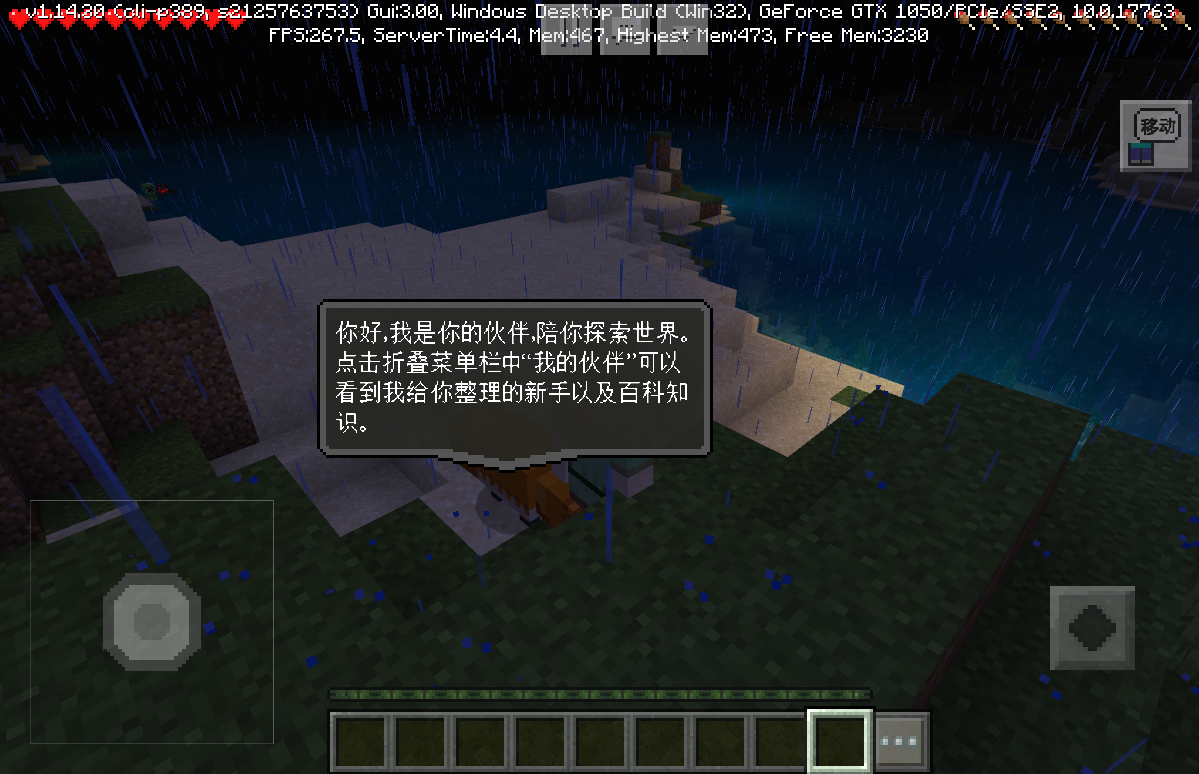 v1.14.30-Cau-p389, s21257637​53) Gui:3.00, Windows Desktop Build (Win32), GeForce GTX 1050/PCIe/SSE2, 10.0.17763
FPS:267.5, ServerTime:4.4, Mem:467, Highest Mem:473, Free Mem:3230
移动
你好,我是你的伙伴,陪你探索世界。
点击折叠菜单栏中“我的伙伴”可以
看到我给你整理的新手以及百科知
识。